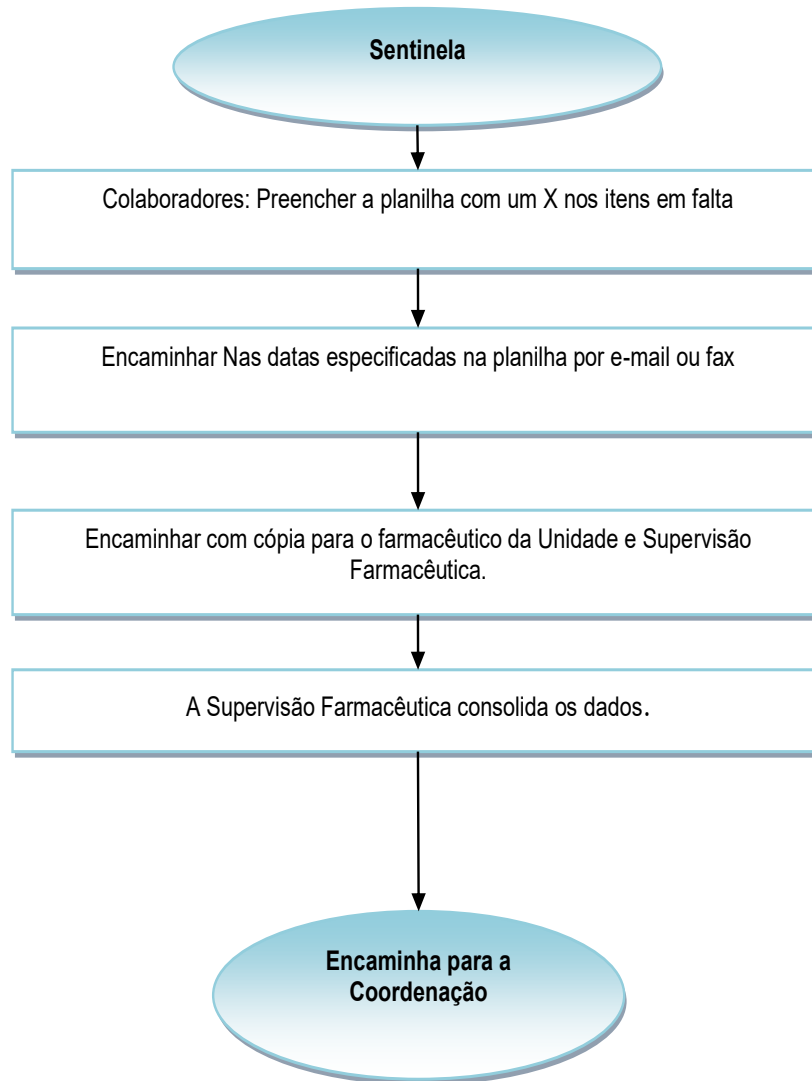 Sentinela
Colaboradores: Preencher a planilha com um X nos itens em falta
Encaminhar Nas datas especificadas na planilha por e-mail ou fax
Encaminhar com cópia para o farmacêutico da Unidade e Supervisão
Farmacêutica.
A Supervisão Farmacêutica consolida os dados.
Encaminha para a
Coordenação